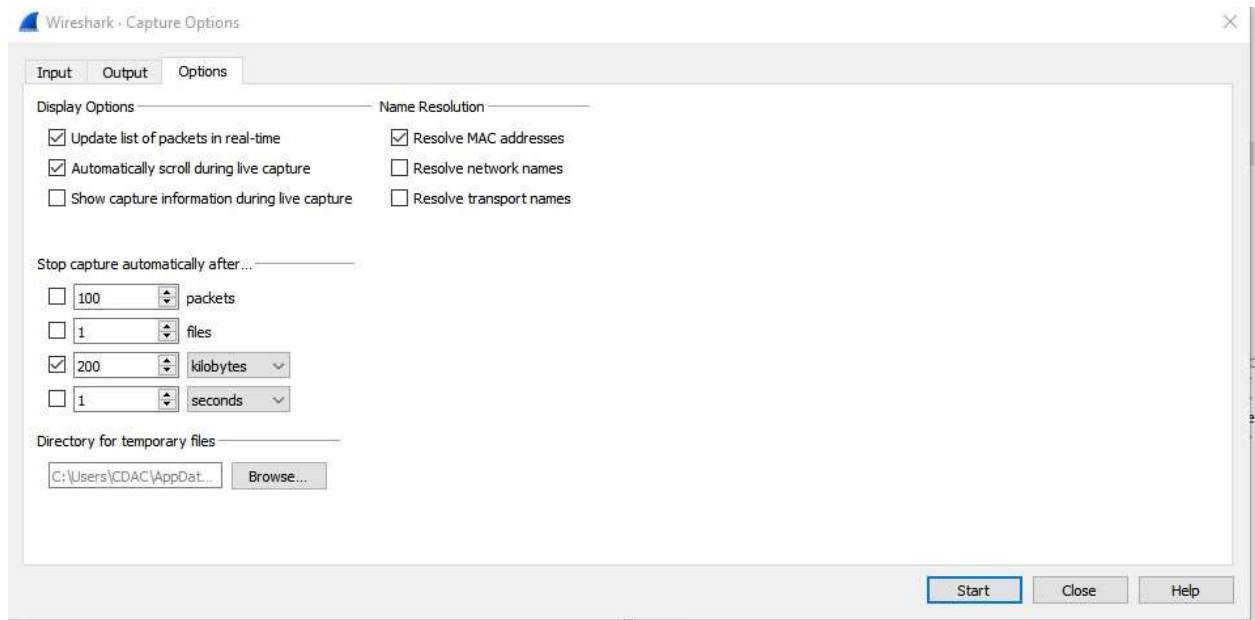 Wireshark · Capture Options
Input Output Options
Display Options
Update list of packets in real-time
Automatically scroll during live capture
Show capture information during live capture
Name Resolution
Resolve MAC addresses
Resolve network names
Resolve transport names
Stop capture automatically after...
100 packets
1 files
200 kilobytes
1 seconds
Directory for temporary files
C:\Users\CDAC\AppDat... Browse...
Start Close Help